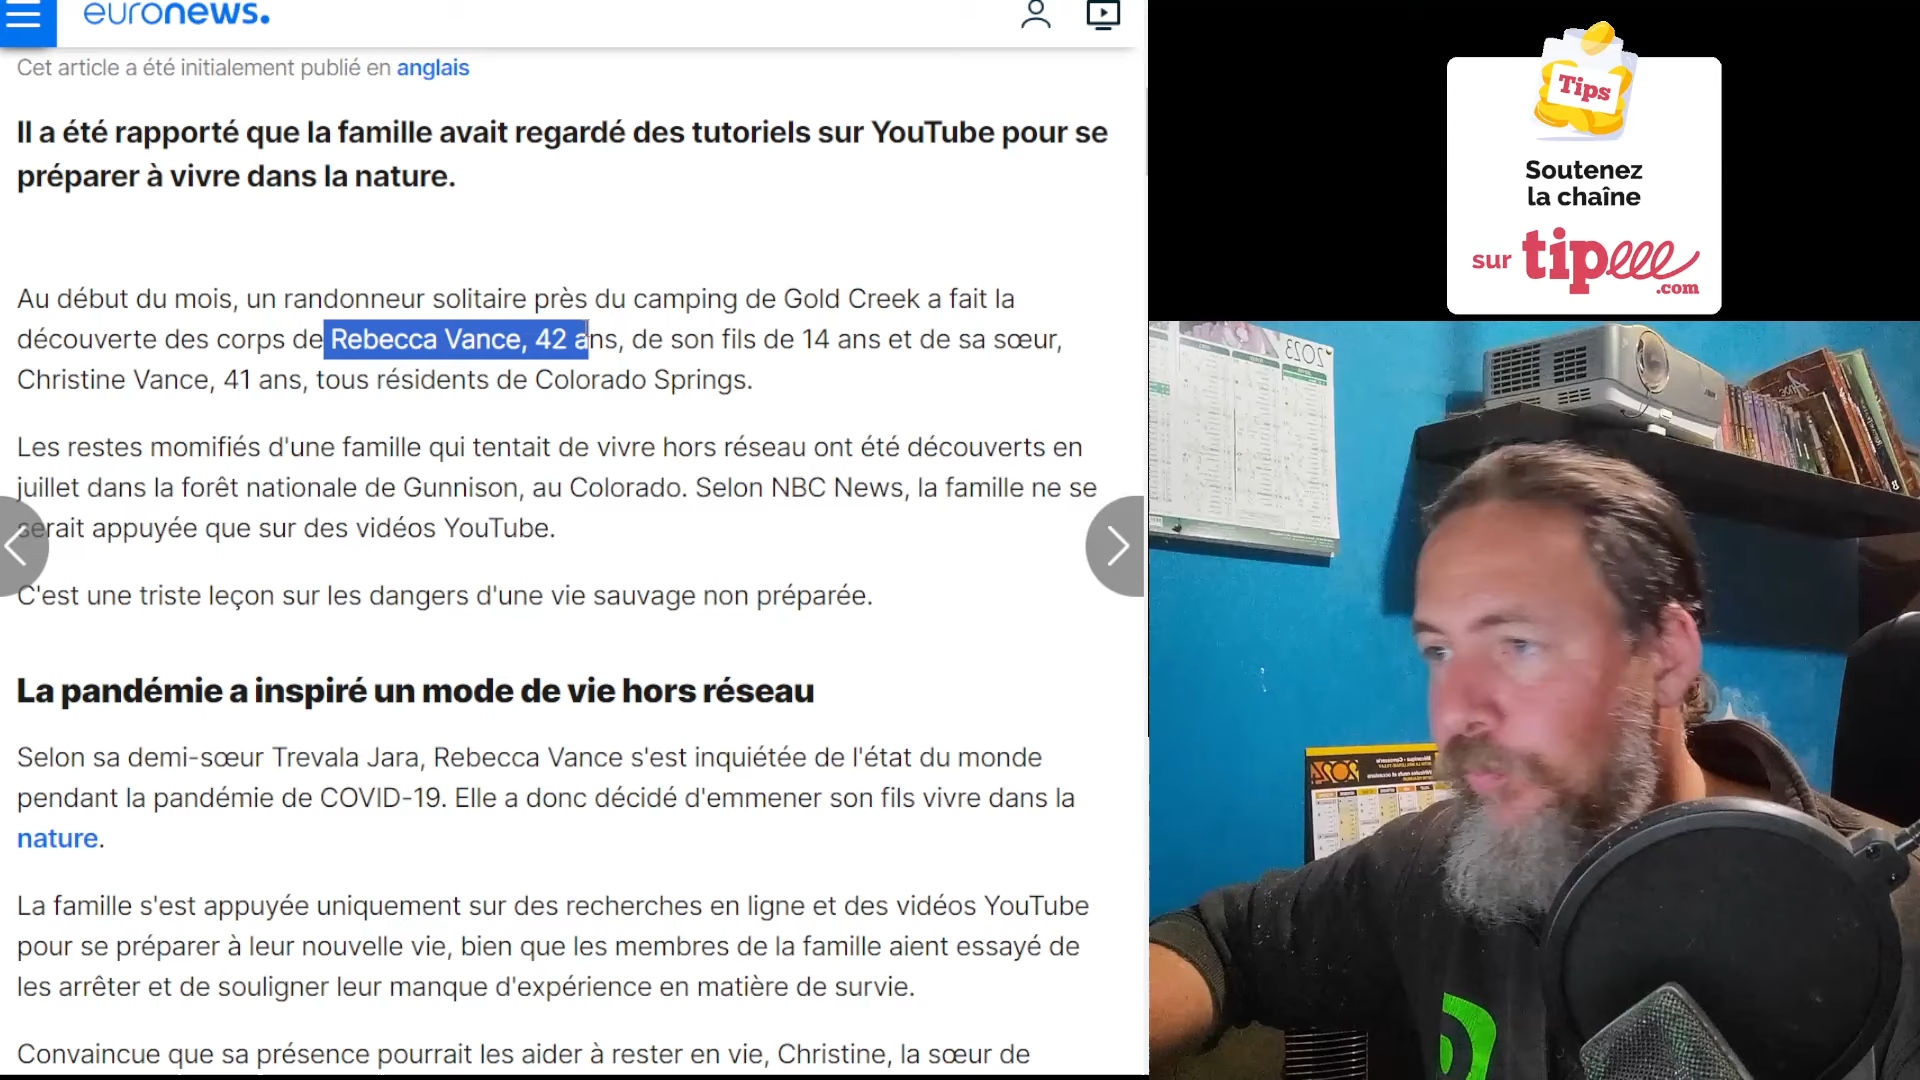 euronews.
Cet article a été initialement publié en anglais
Il a été rapporté que la famille avait regardé des tutoriels sur YouTube pour se
préparer à vivre dans la nature.
Au début du mois, un randonneur solitaire près du camping de Gold Creek a fait la
découverte des corps de Rebecca Vance, 42 ans, de son fils de 14 ans et de sa sœur,
Christine Vance, 41 ans, tous résidents de Colorado Springs.
Les restes momifiés d'une famille qui tentait de vivre hors réseau ont été découverts en
juillet dans la forêt nationale de Gunnison, au Colorado. Selon NBC News, la famille ne se
serait appuyée que sur des vidéos YouTube.
C'est une triste leçon sur les dangers d'une vie sauvage non préparée.
La pandémie a inspiré un mode de vie hors réseau
Selon sa demi-sœur Trevala Jara, Rebecca Vance s'est inquiétée de l'état du monde
pendant la pandémie de COVID-19. Elle a donc décidé d'emmener son fils vivre dans la
nature.
La famille s'est appuyée uniquement sur des recherches en ligne et des vidéos YouTube
pour se préparer à leur nouvelle vie, bien que les membres de la famille aient essayé de
les arrêter et de souligner leur manque d'expérience en matière de survie.
Convaincue que sa présence pourrait les aider à rester en vie, Christine, la sœur de
Tips
Soutenez
la chaîne
sur tipeee
.com
2023
2022